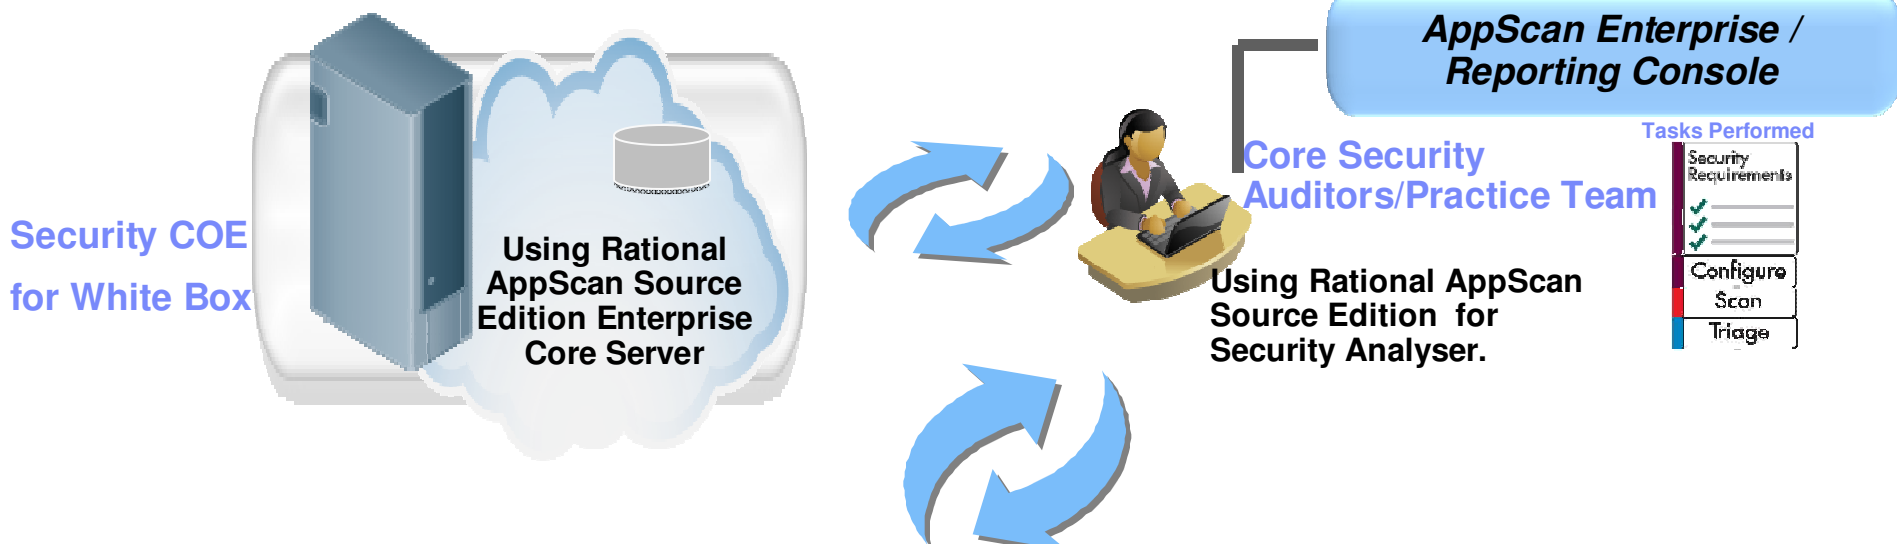 AppScan Enterprise /
Reporting Console
Tasks Performed
Security
Requirements
Configure
Scan
Triage
Core Security
Auditors/Practice Team
Using Rational AppScan
Source Edition for
Security Analyser.
Security COE
for White Box
Using Rational
AppScan Source
Edition Enterprise
Core Server